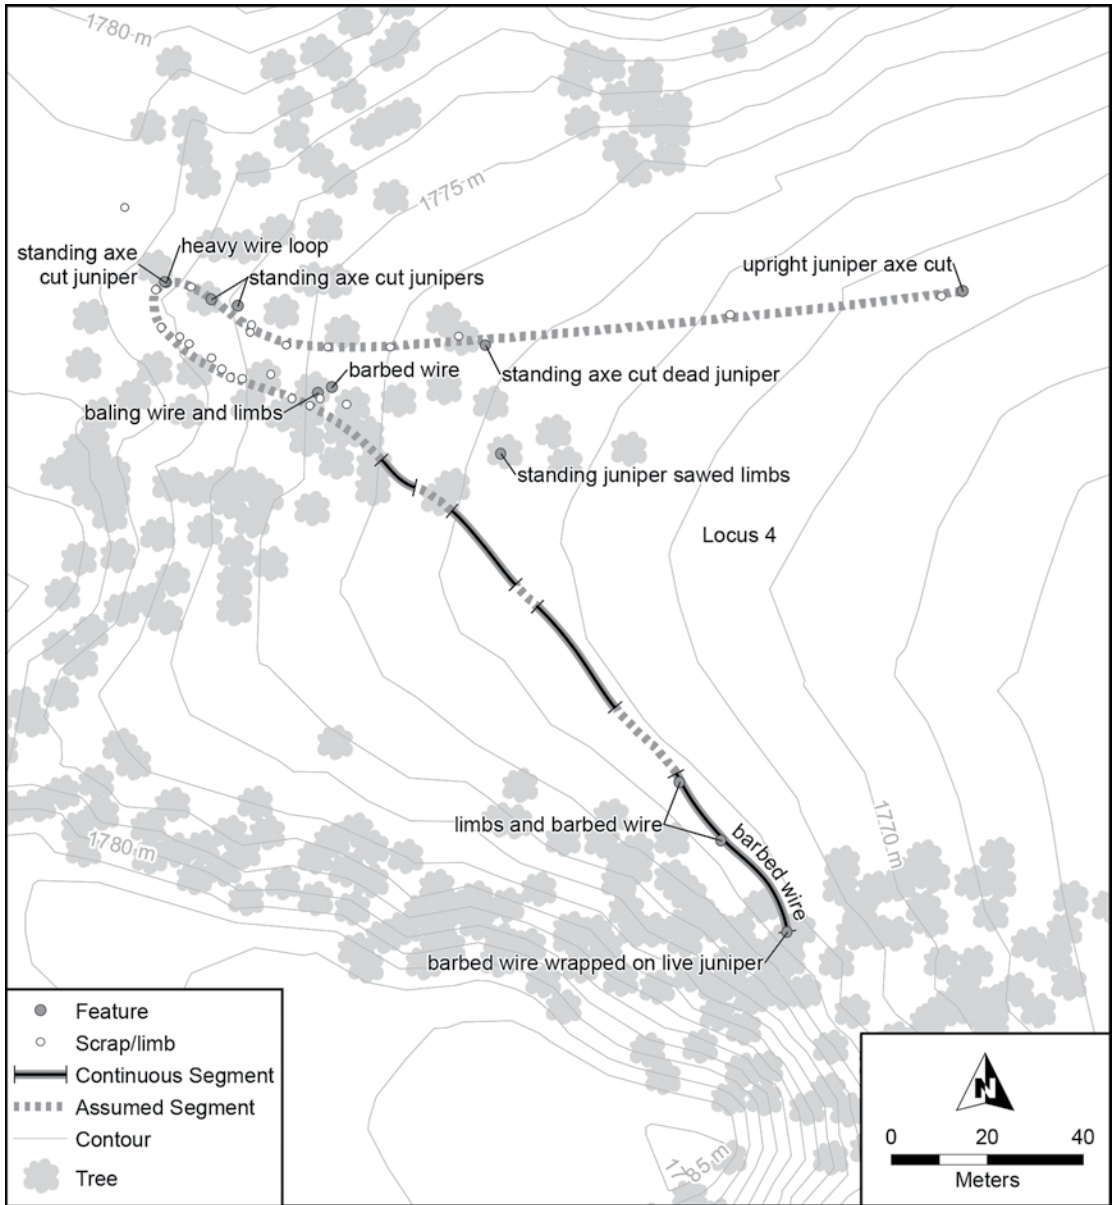 1780 m
1775 m
standing axe
cut juniper
heavy wire loop
standing axe cut junipers
upright juniper axe cut
barbed wire
standing axe cut dead juniper
baling wire and limbs
standing juniper sawed limbs
Locus 4
limbs and barbed wire
barbed wire
1770 m
1780 m
barbed wire wrapped on live juniper
Feature
Scrap/limb
Continuous Segment
Assumed Segment
Contour
Tree
1785 m
N
0 20 40
Meters